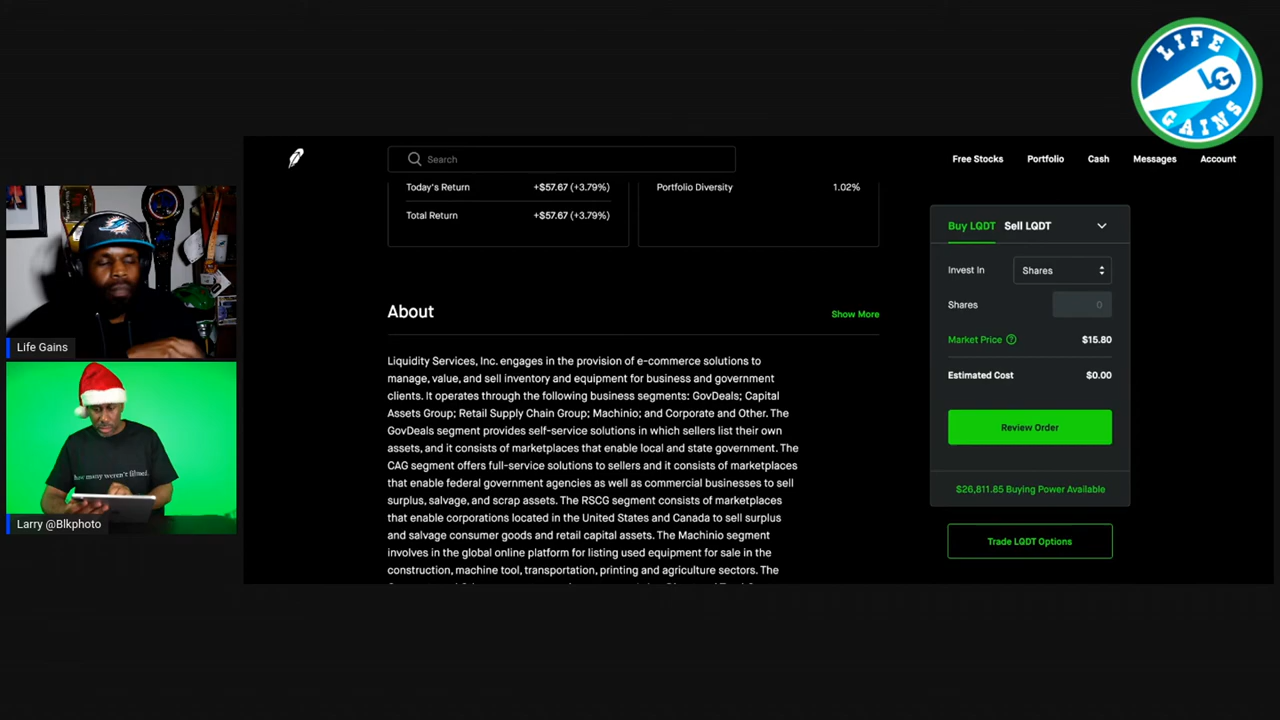 LIFE
LG
GAINS
Search
Free Stocks
Portfolio
Cash
Messages
Account
Today's Return
+$57.67 (+3.79%)
Total Return
+$57.67 (+3.79%)
Portfolio Diversity
1.02%
Buy LQDT
Sell LQDT
Invest In
Shares
Shares
0
Market Price
$15.80
Estimated Cost
$0.00
Review Order
$26,811.85 Buying Power Available
Trade LQDT Options
About
Show More
Liquidity Services, Inc. engages in the provision of e-commerce solutions to
manage, value, and sell inventory and equipment for business and government
clients. It operates through the following business segments: GovDeals; Capital
Assets Group; Retail Supply Chain Group; Machinio; and Corporate and Other. The
GovDeals segment provides self-service solutions in which sellers list their own
assets, and it consists of marketplaces that enable local and state government. The
CAG segment offers full-service solutions to sellers and it consists of marketplaces
that enable federal government agencies as well as commercial businesses to sell
surplus, salvage, and scrap assets. The RSCG segment consists of marketplaces
that enable corporations located in the United States and Canada to sell surplus
and salvage consumer goods and retail capital assets. The Machinio segment
involves in the global online platform for listing used equipment for sale in the
construction, machine tool, transportation, printing and agriculture sectors. The
Life Gains
how many weren't filmed.
Larry @Blkphoto